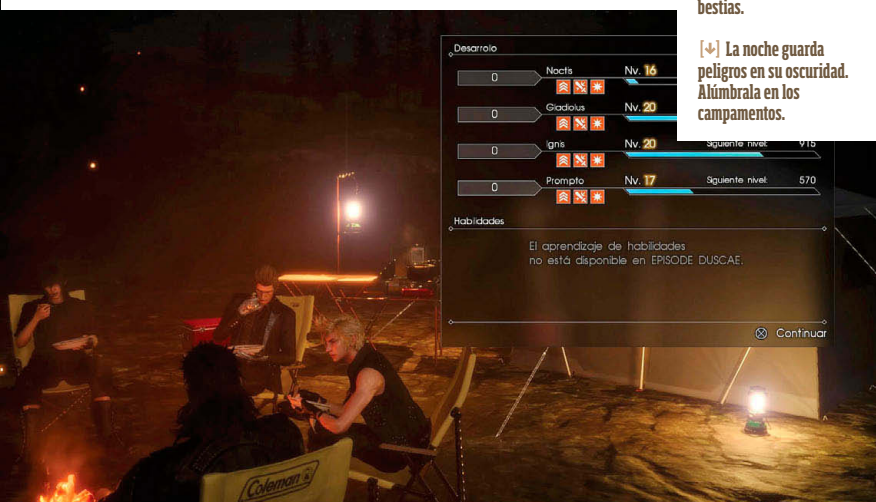 bestias.
[↓] La noche guarda
peligros en su oscuridad.
Alúmbrala en los
campamentos.
Desarrolo
0 Noctis Nv. 16
0 Gladiolus Nv. 20
0 Ignis Nv. 20 Siguiente nivel: 915
0 Prompto Nv. 17 Siguiente nivel: 570
Habilidades
El aprendizaje de habilidades
no está disponible en EPISODE DUSCAE.
Continuar
Coleman